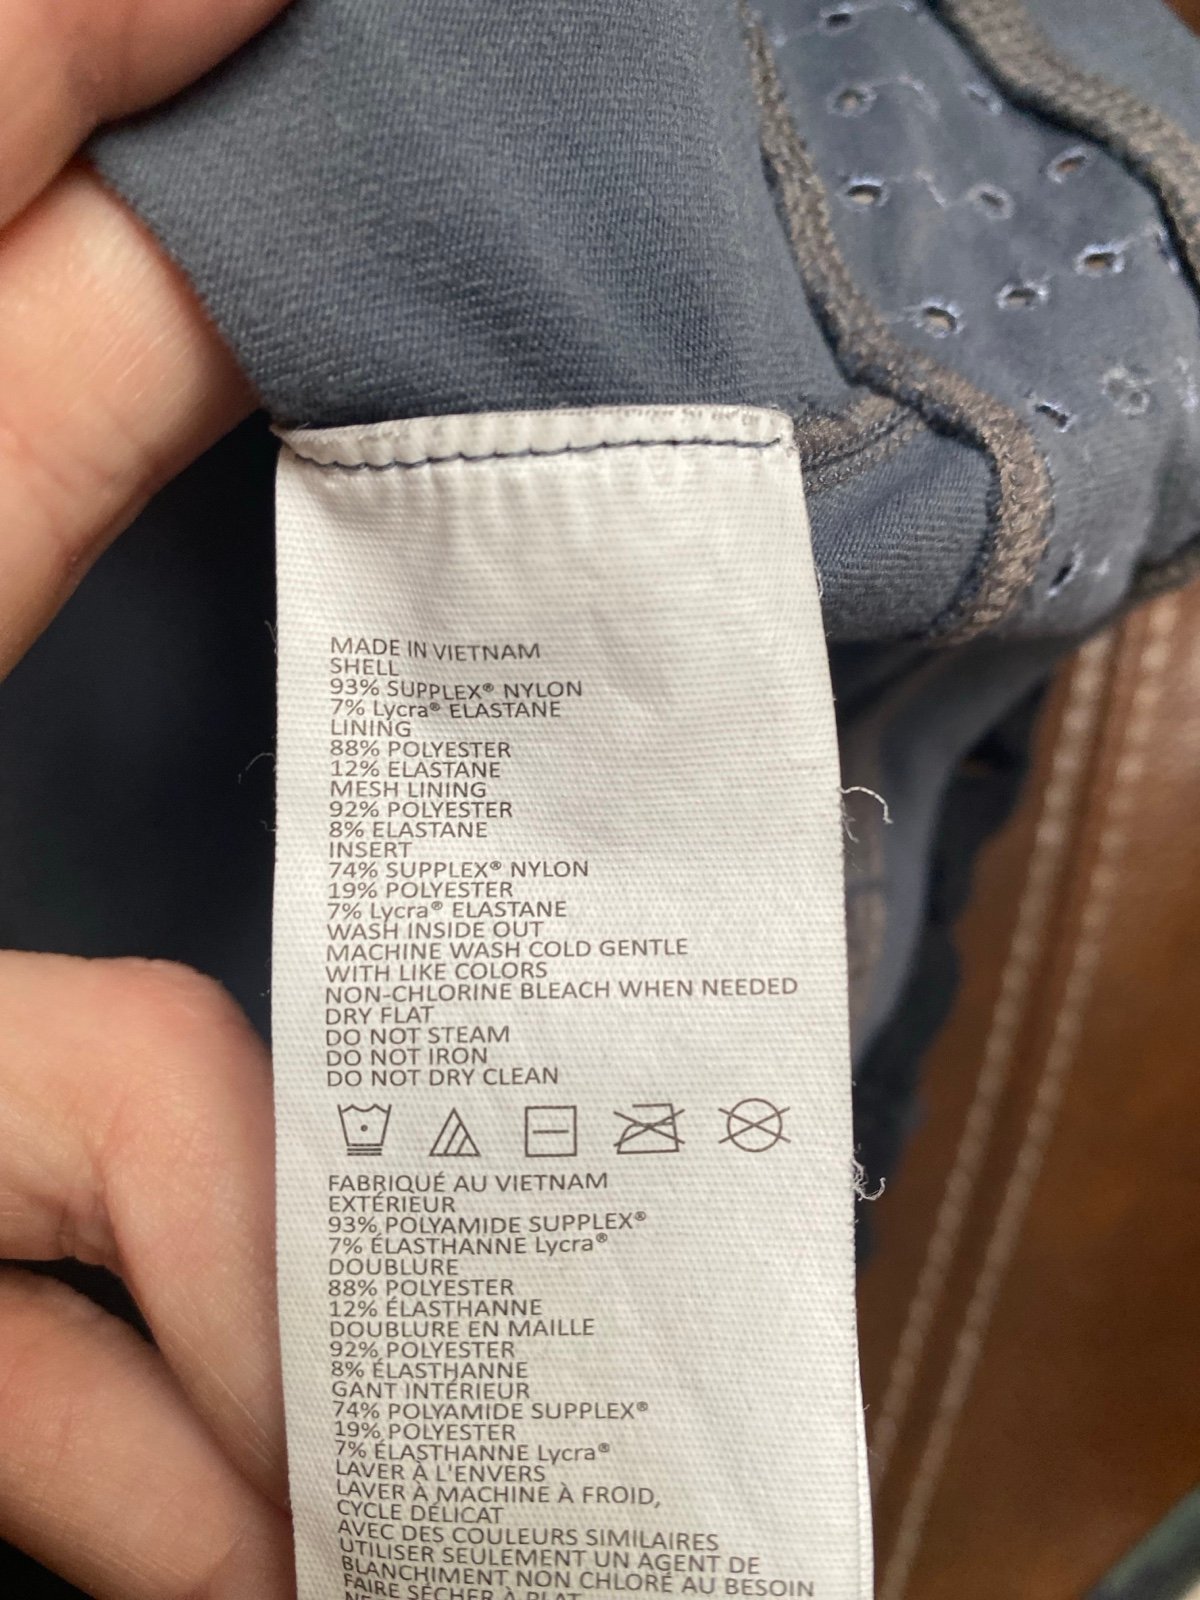 MADE IN VIETNAM
SHELL
93% SUPPLEX® NYLON
7% Lycra® ELASTANE
LINING
88% POLYESTER
12% ELASTANE
MESH LINING
92% POLYESTER
8% ELASTANE
INSERT
74% SUPPLEX® NYLON
19% POLYESTER
7% Lycra® ELASTANE
WASH INSIDE OUT
MACHINE WASH COLD GENTLE
WITH LIKE COLORS
NON-CHLORINE BLEACH WHEN NEEDED
DRY FLAT
DO NOT STEAM
DO NOT IRON
DO NOT DRY CLEAN
FABRIQUÉ AU VIETNAM
EXTÉRIEUR
93% POLYAMIDE SUPPLEX®
7% ÉLASTHANNE Lycra®
DOUBLURE
88% POLYESTER
12% ÉLASTHANNE
DOUBLURE EN MAILLE
92% POLYESTER
8% ÉLASTHANNE
GANT INTÉRIEUR
74% POLYAMIDE SUPPLEX®
19% POLYESTER
7% ÉLASTHANNE Lycra®
LAVER À L'ENVERS
LAVER À MACHINE À FROID,
CYCLE DÉLICAT
AVEC DES COULEURS SIMILAIRES
UTILISER SEULEMENT UN AGENT DE
BLANCHIMENT NON CHLORÉ AU BESOIN
FAIRE SÉCHER À PLAT